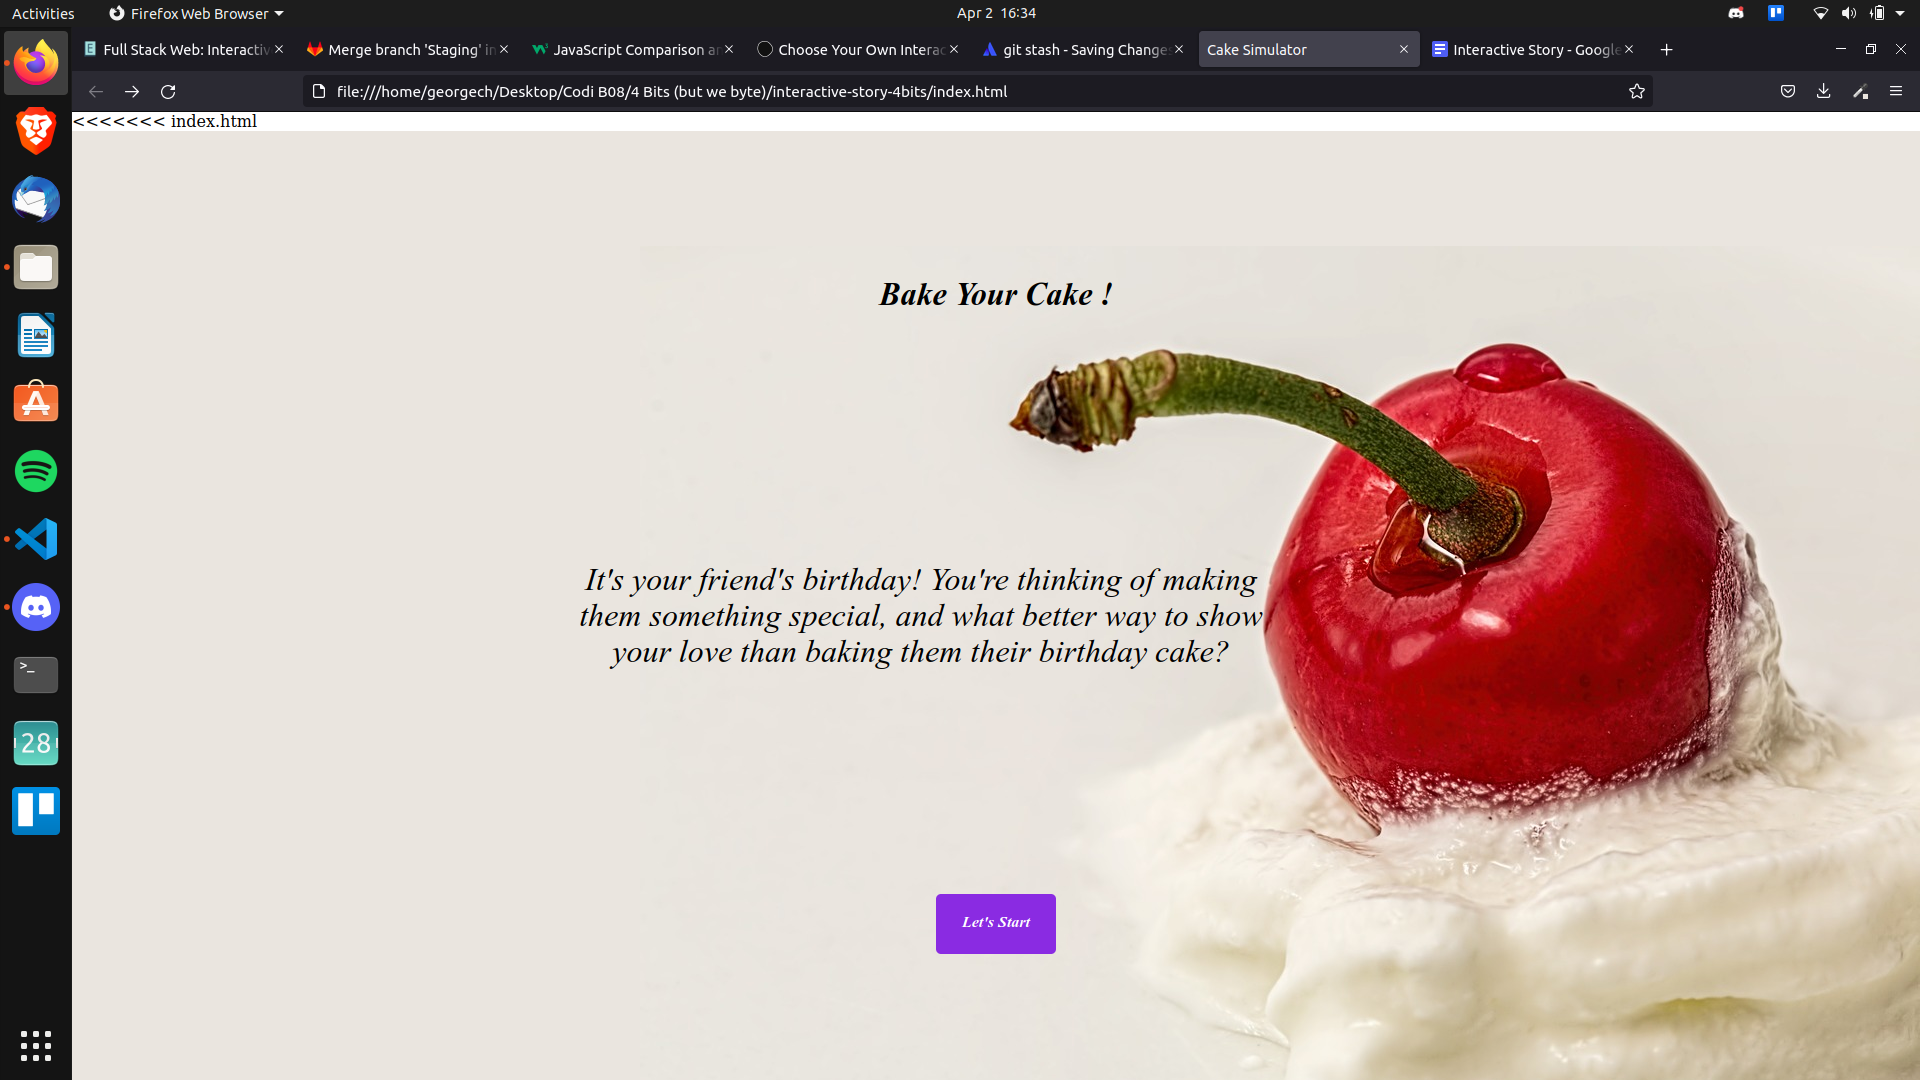 Activities
Firefox Web Browser
Apr 2 16:34
Full Stack Web: Interactiv
Merge branch 'Staging' in
JavaScript Comparison an
Choose Your Own Interac
git stash - Saving Changes
Cake Simulator
Interactive Story - Google
file:///home/georgech/Desktop/Codi B08/4 Bits (but we byte)/interactive-story-4bits/index.html
<<<<<<< index.html
Bake Your Cake !
It's your friend's birthday! You're thinking of making
them something special, and what better way to show
your love than baking them their birthday cake?
Let's Start
28